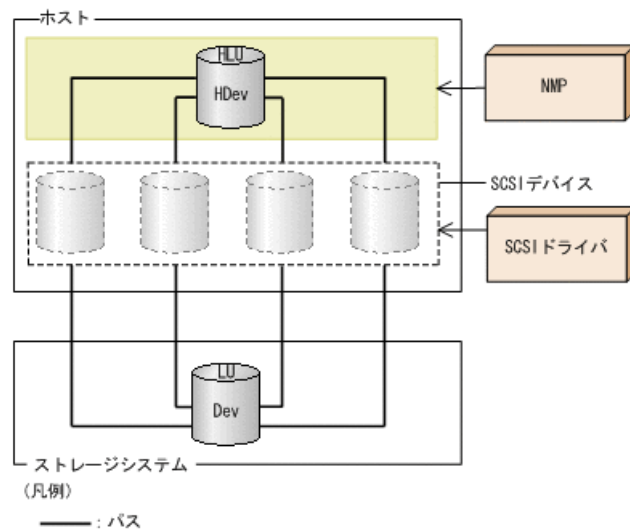 ホスト
HLU
HDev
NMP
SCSIデバイス
SCSIドライバ
LU
Dev
ストレージシステム
(凡例)
: パス